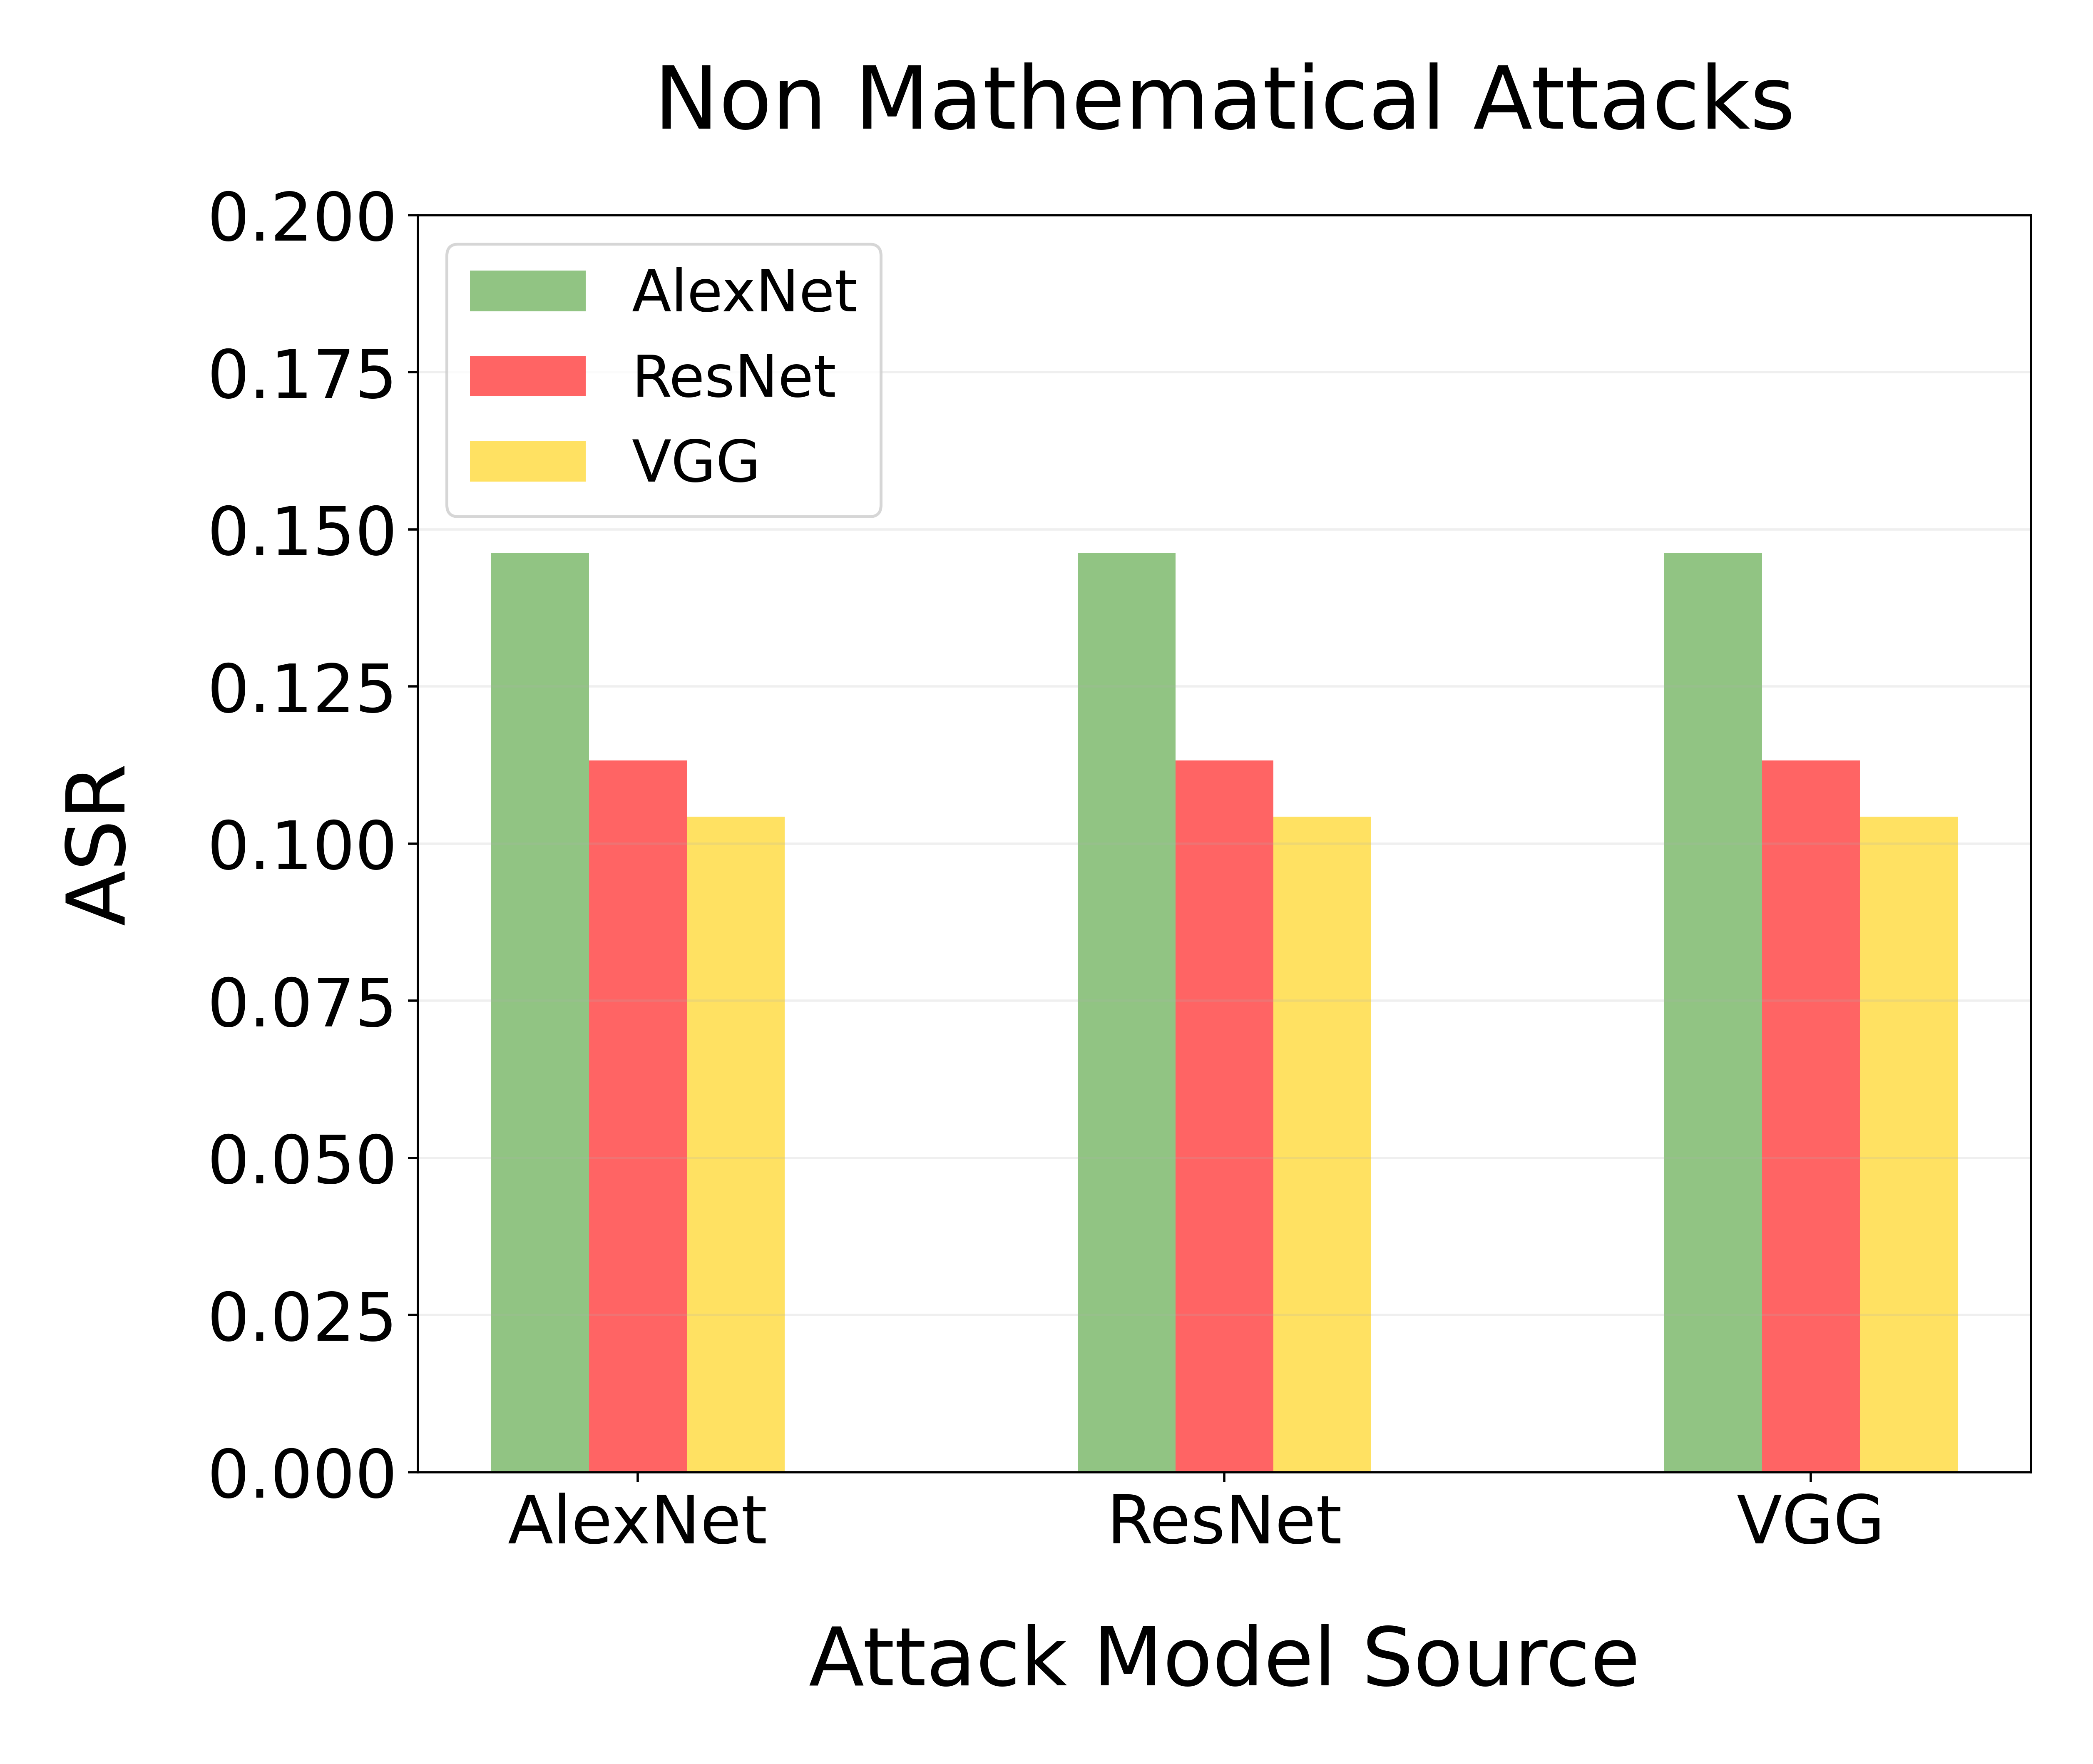 Non Mathematical Attacks
0.200
0.175
0.150
0.125
0.100
0.075
0.050
0.025
0.000
ASR
AlexNet
ResNet
VGG
AlexNet ResNet VGG
Attack Model Source